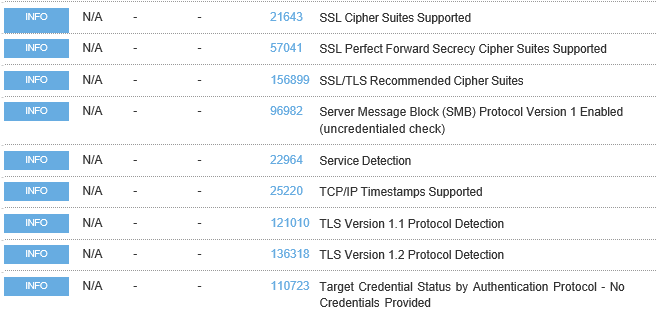 INFO N/A - - 21643 SSL Cipher Suites Supported
INFO N/A - - 57041 SSL Perfect Forward Secrecy Cipher Suites Supported
INFO N/A - - 156899 SSL/TLS Recommended Cipher Suites
INFO N/A - - 96982 Server Message Block (SMB) Protocol Version 1 Enabled
(uncredentialed check)
INFO N/A - - 22964 Service Detection
INFO N/A - - 25220 TCP/IP Timestamps Supported
INFO N/A - - 121010 TLS Version 1.1 Protocol Detection
INFO N/A - - 136318 TLS Version 1.2 Protocol Detection
INFO N/A - - 110723 Target Credential Status by Authentication Protocol - No
Credentials Provided